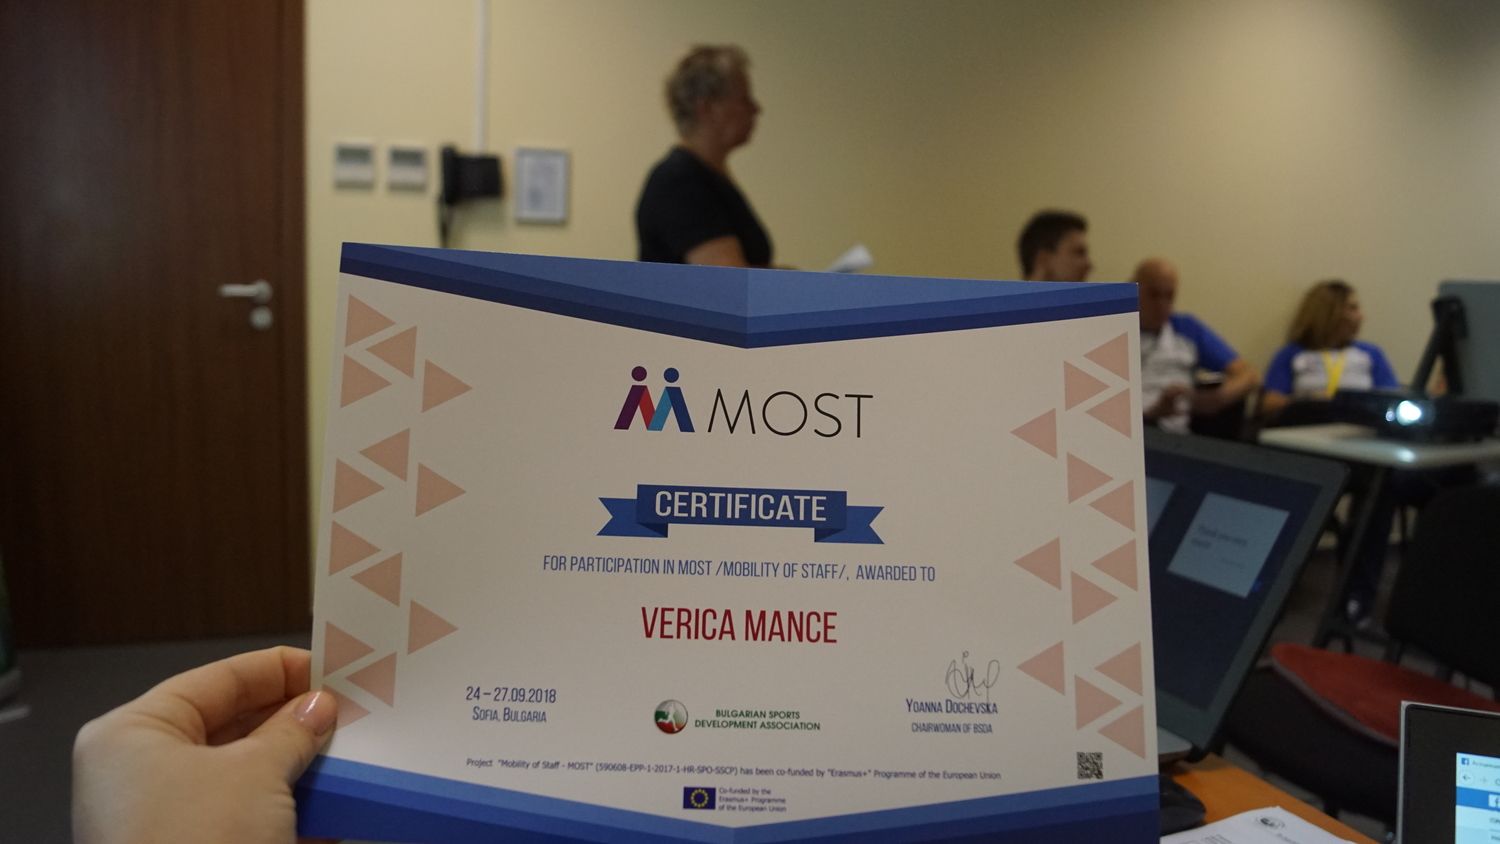 MOST
CERTIFICATE
FOR PARTICIPATION IN MOST /MOBILITY OF STAFF/, AWARDED TO
VERICA MANCE
24 – 27.09.2018
SOFIA, BULGARIA
BULGARIAN SPORTS
DEVELOPMENT ASSOCIATION
YOANNA DOCHEVSKA
CHAIRWOMAN OF BSDA
Project "Mobility of Staff - MOST" (590608-EPP-1-2017-1-HR-SPO-SSCP) has been co-funded by "Erasmus+" Programme of the European Union
Co-funded by the
Erasmus+ Programme
of the European Union